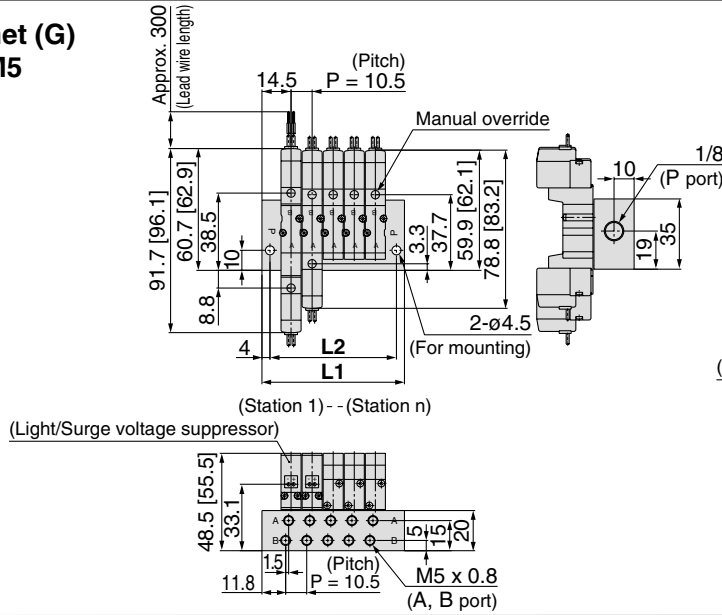 et (G)
M5
Approx. 300
(Lead wire length)
14.5
(Pitch)
P = 10.5
Manual override
1/8
(P port)
10
91.7 [96.1]
60.7 [62.9]
38.5
10
8.8
P
B B B B B
A A A A A
P
3.3
37.7
59.9 [62.1]
78.8 [83.2]
19
35
2-ø4.5
(For mounting)
4
L2
L1
(Station 1) - - (Station n)
(Light/Surge voltage suppressor)
48.5 [55.5]
33.1
A
A
B
B
5
15
20
1.5
11.8
(Pitch)
P = 10.5
M5 x 0.8
(A, B port)
(